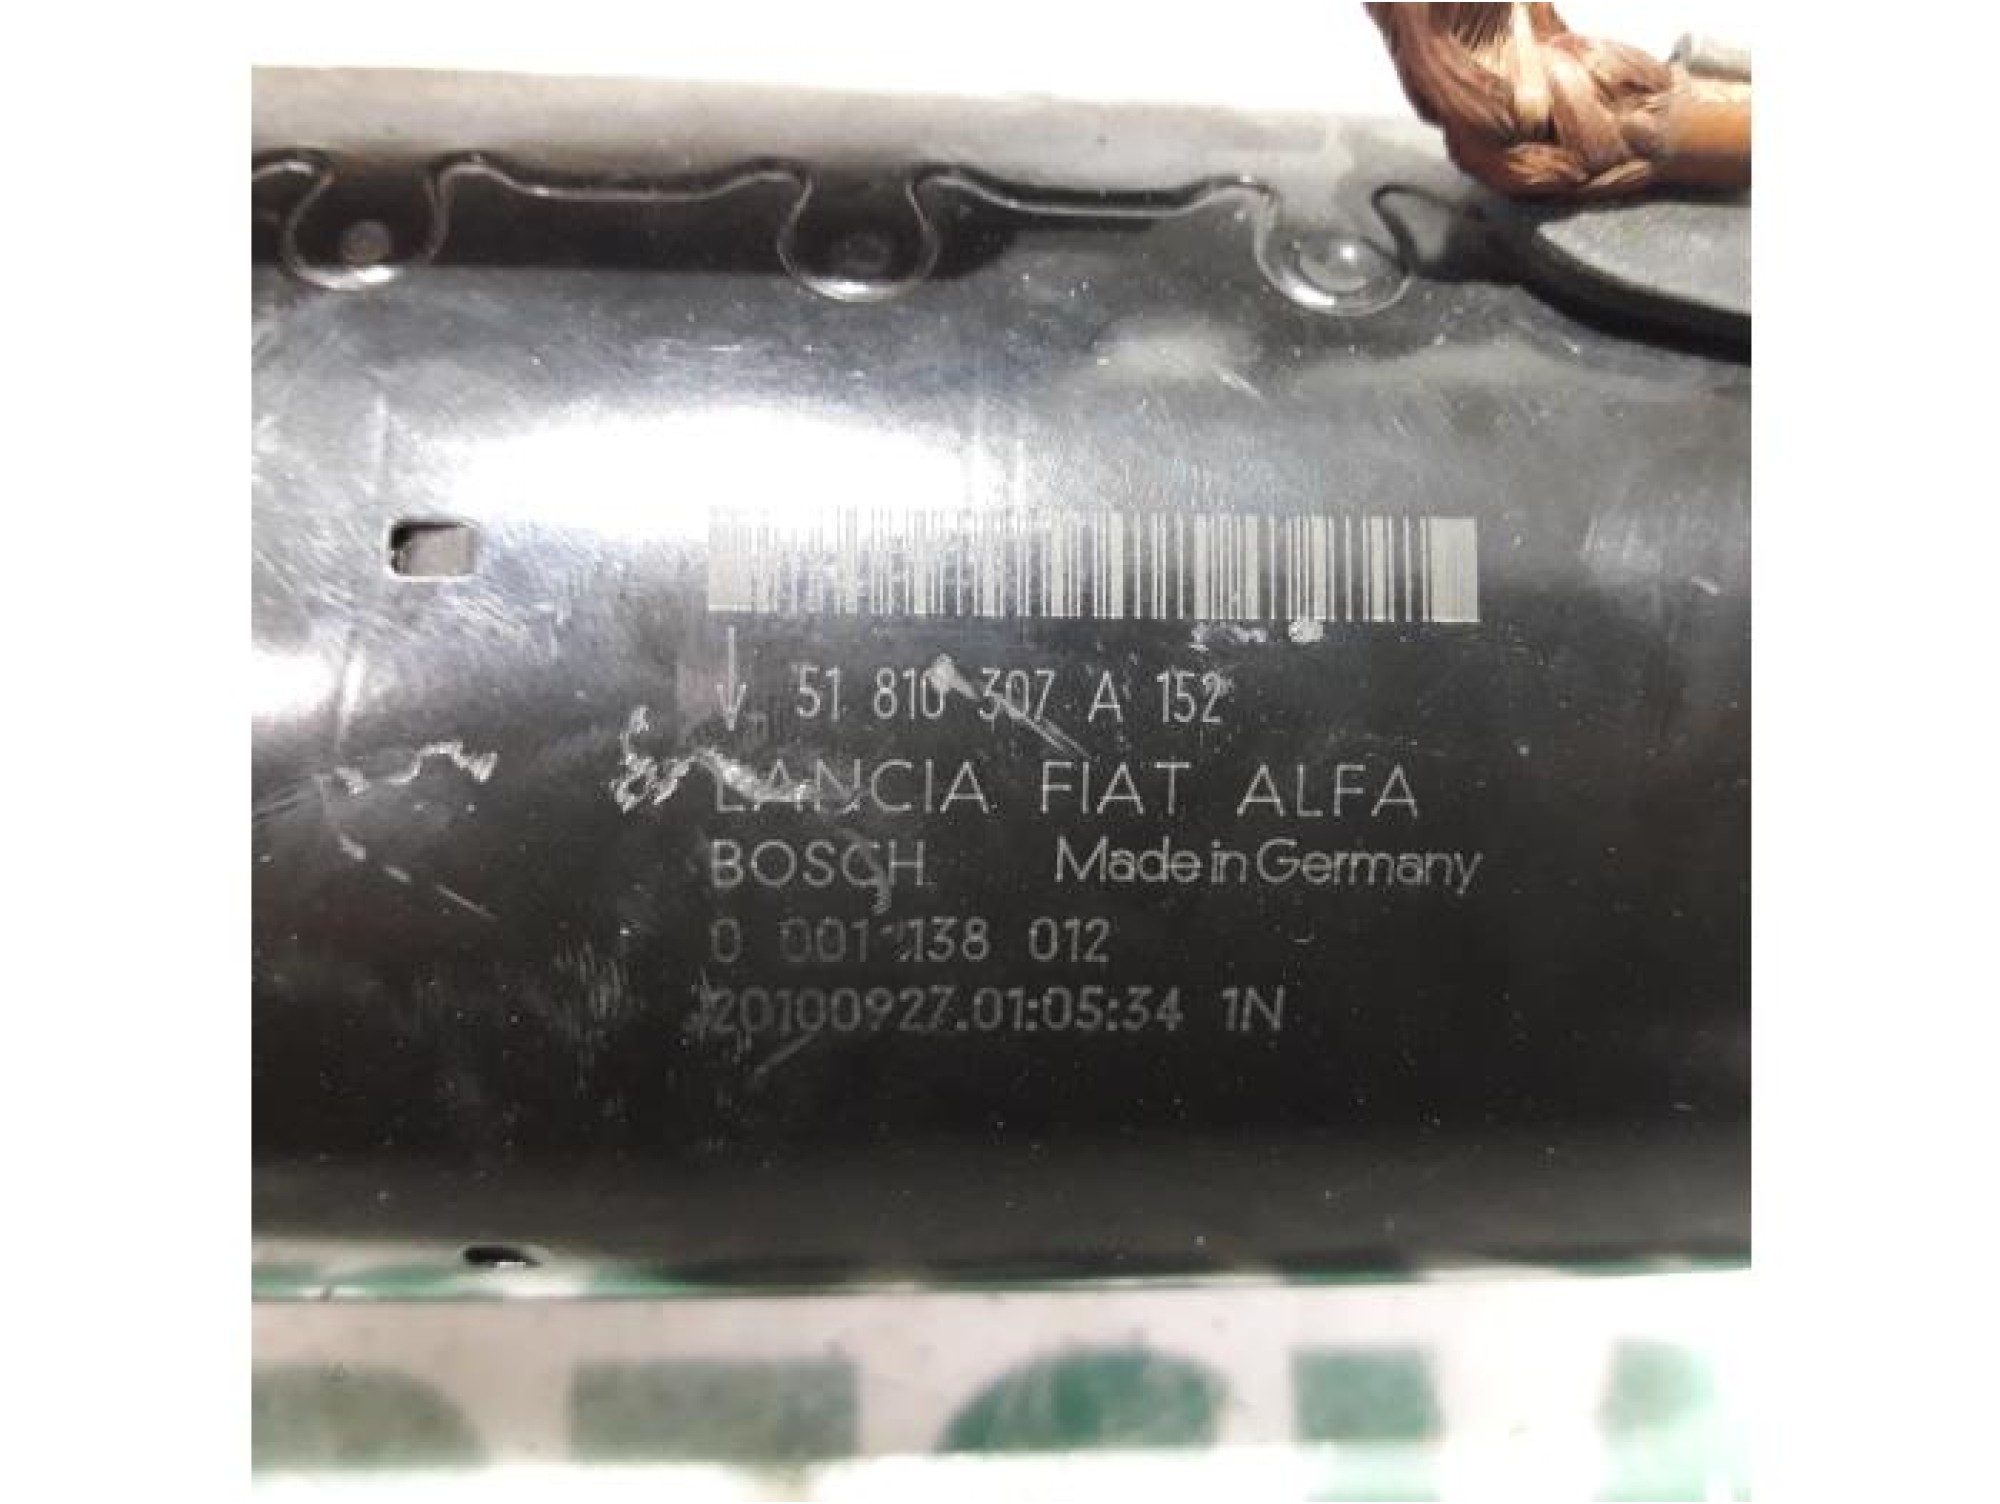 V 51 810 307 A 152
LANCIA FIAT ALFA
BOSCH Made in Germany
0 001 138 012
20100927.01:05:34 1N